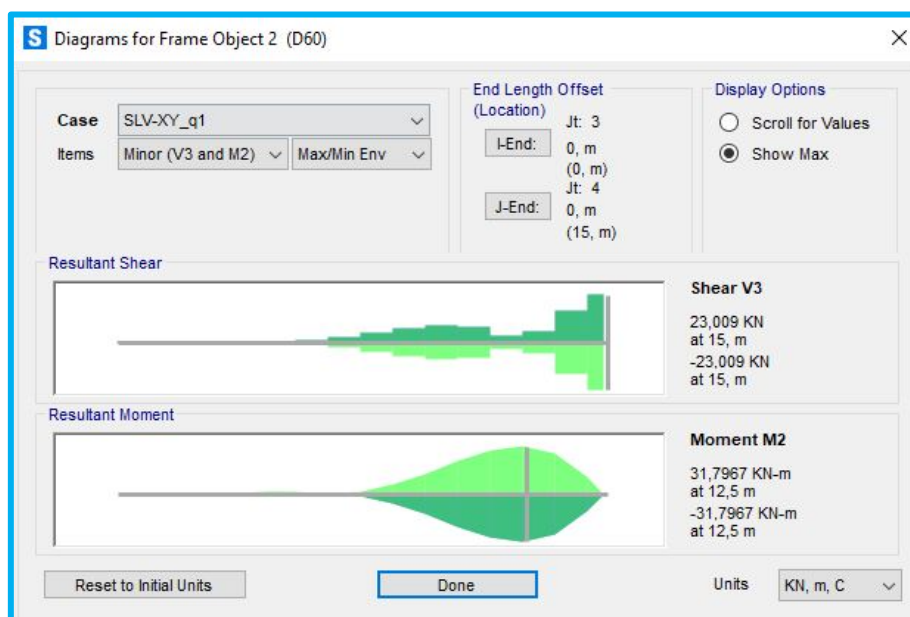 S Diagrams for Frame Object 2 (D60)
Case SLV-XY_q1
Items Minor (V3 and M2) Max/Min Env
End Length Offset
(Location)
I-End:
Jt: 3
0, m
(0, m)
J-End:
Jt: 4
0, m
(15, m)
Display Options
Scroll for Values
Show Max
Resultant Shear
Shear V3
23,009 KN
at 15, m
-23,009 KN
at 15, m
Resultant Moment
Moment M2
31,7967 KN-m
at 12,5 m
-31,7967 KN-m
at 12,5 m
Reset to Initial Units Done Units KN, m, C